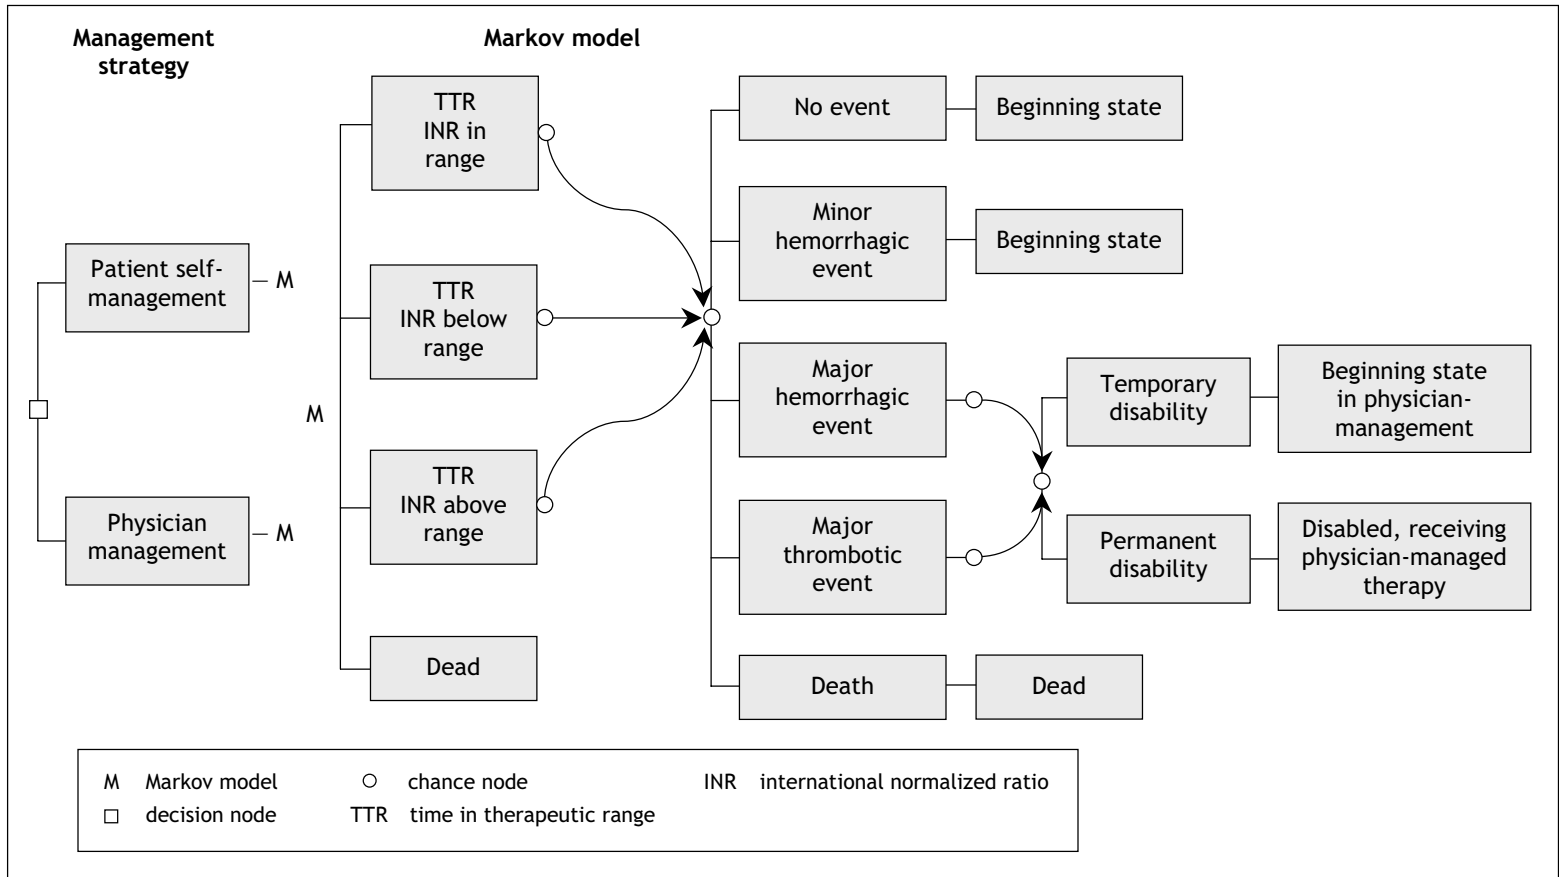 Management
strategy
Markov model
Patient self-
management
– M
Physician
management
– M
M
TTR
INR in
range
TTR
INR below
range
TTR
INR above
range
Dead
No event
Beginning state
Minor
hemorrhagic
event
Beginning state
Major
hemorrhagic
event
Major
thrombotic
event
Temporary
disability
Beginning state
in physician-
management
Permanent
disability
Disabled, receiving
physician-managed
therapy
Death
Dead
M Markov model
chance node
INR international normalized ratio
decision node
TTR time in therapeutic range